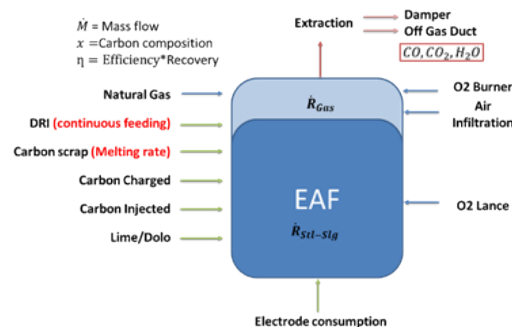 Ṁ = Mass flow
x =Carbon composition
η = Efficiency*Recovery
Extraction
Damper
Off Gas Duct
CO, CO₂, H₂O
Natural Gas
O2 Burner
Ṙ_Gas
Air
Infiltration
DRI (continuous feeding)
Carbon scrap (Melting rate)
Carbon Charged
EAF
Carbon Injected
O2 Lance
Lime/Dolo
Ṙ_Stl−Slg
Electrode consumption